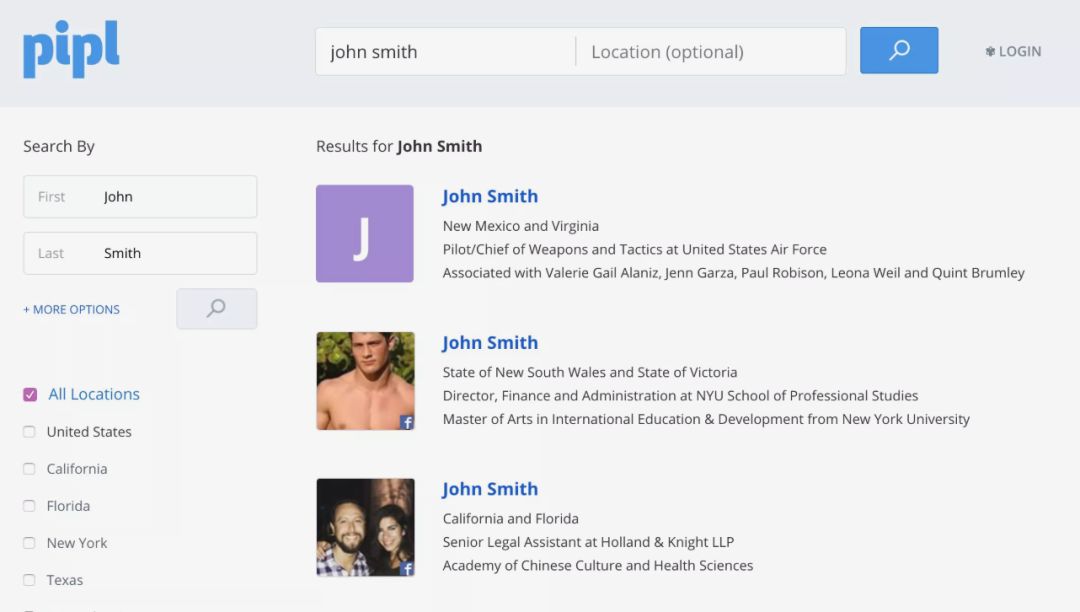 pipl
john smith
Location (optional)
LOGIN
Search By
First John
Last Smith
+ MORE OPTIONS
All Locations
United States
California
Florida
New York
Texas
Results for John Smith
J
John Smith
New Mexico and Virginia
Pilot/Chief of Weapons and Tactics at United States Air Force
Associated with Valerie Gail Alaniz, Jenn Garza, Paul Robison, Leona Weil and Quint Brumley
John Smith
State of New South Wales and State of Victoria
Director, Finance and Administration at NYU School of Professional Studies
Master of Arts in International Education & Development from New York University
f
John Smith
California and Florida
Senior Legal Assistant at Holland & Knight LLP
Academy of Chinese Culture and Health Sciences
f